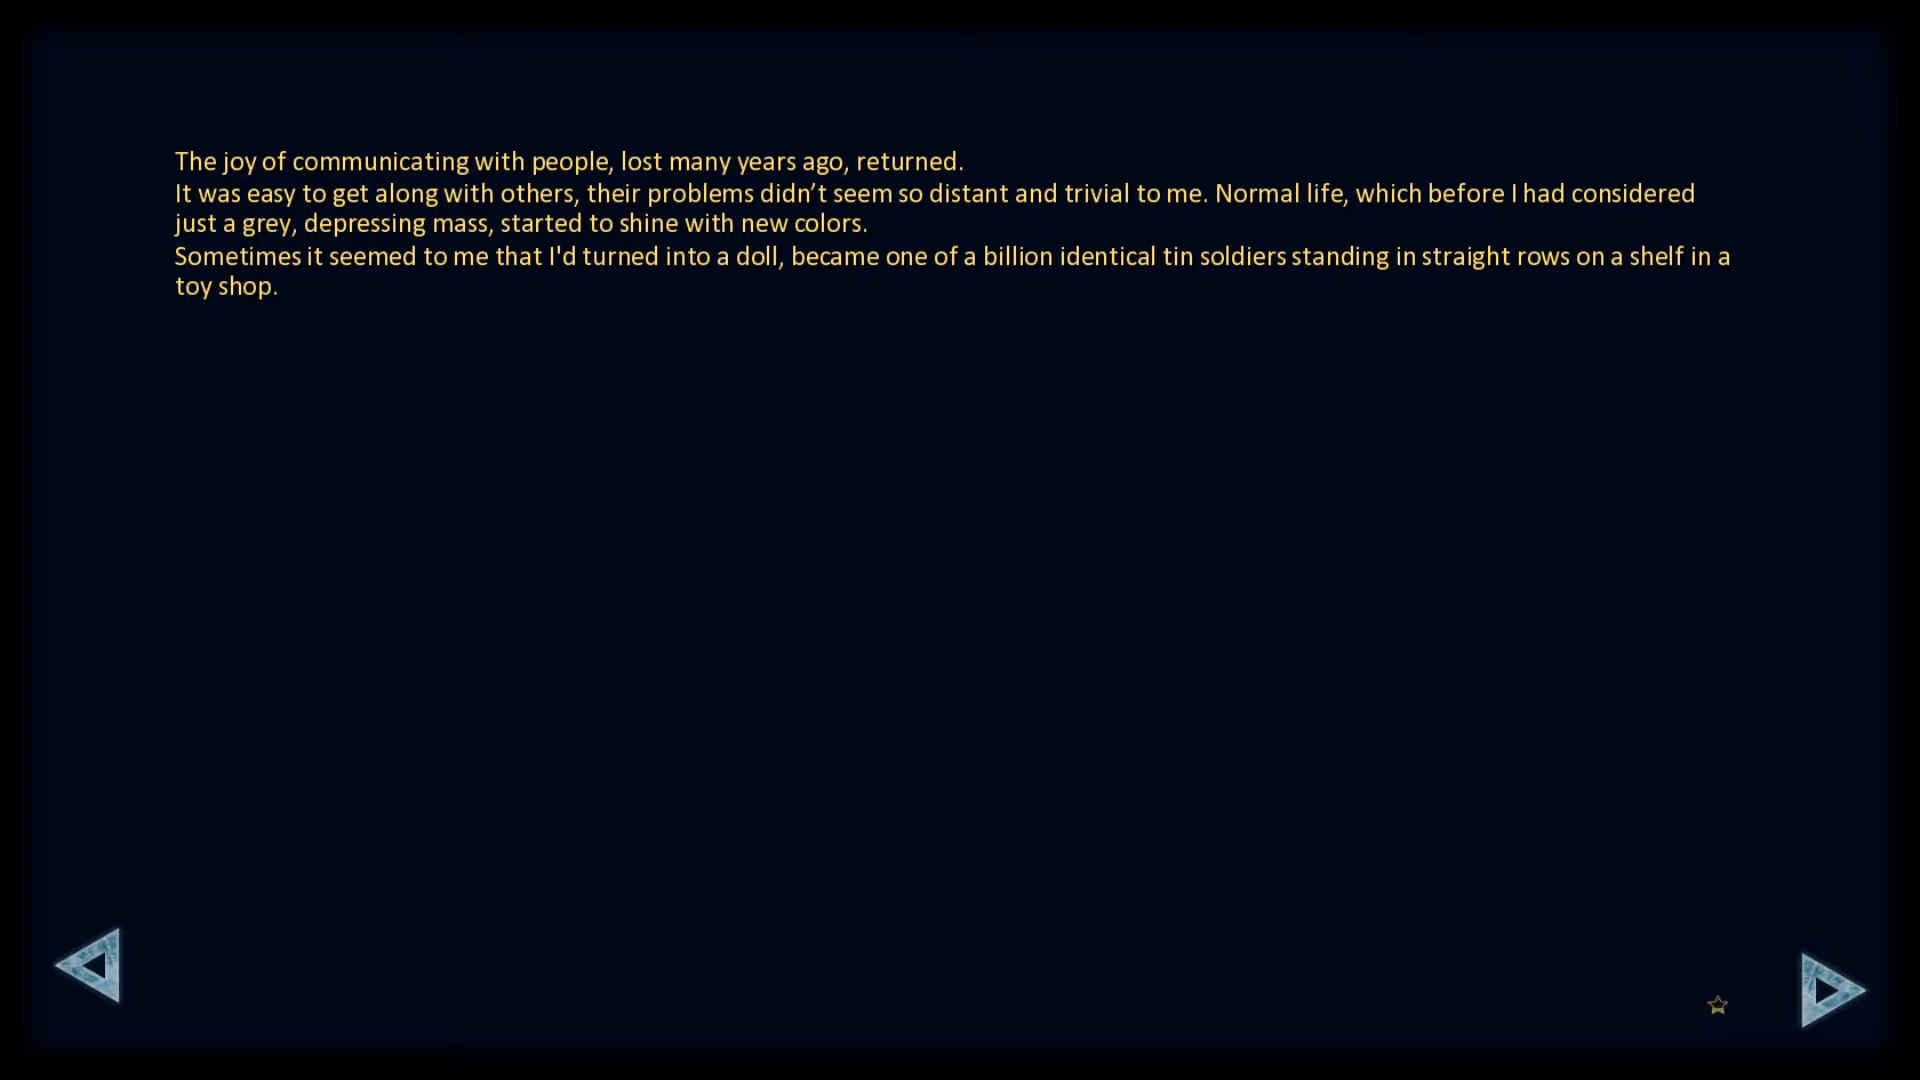 The joy of communicating with people, lost many years ago, returned.
It was easy to get along with others, their problems didn’t seem so distant and trivial to me. Normal life, which before I had considered
just a grey, depressing mass, started to shine with new colors.
Sometimes it seemed to me that I'd turned into a doll, became one of a billion identical tin soldiers standing in straight rows on a shelf in a
toy shop.